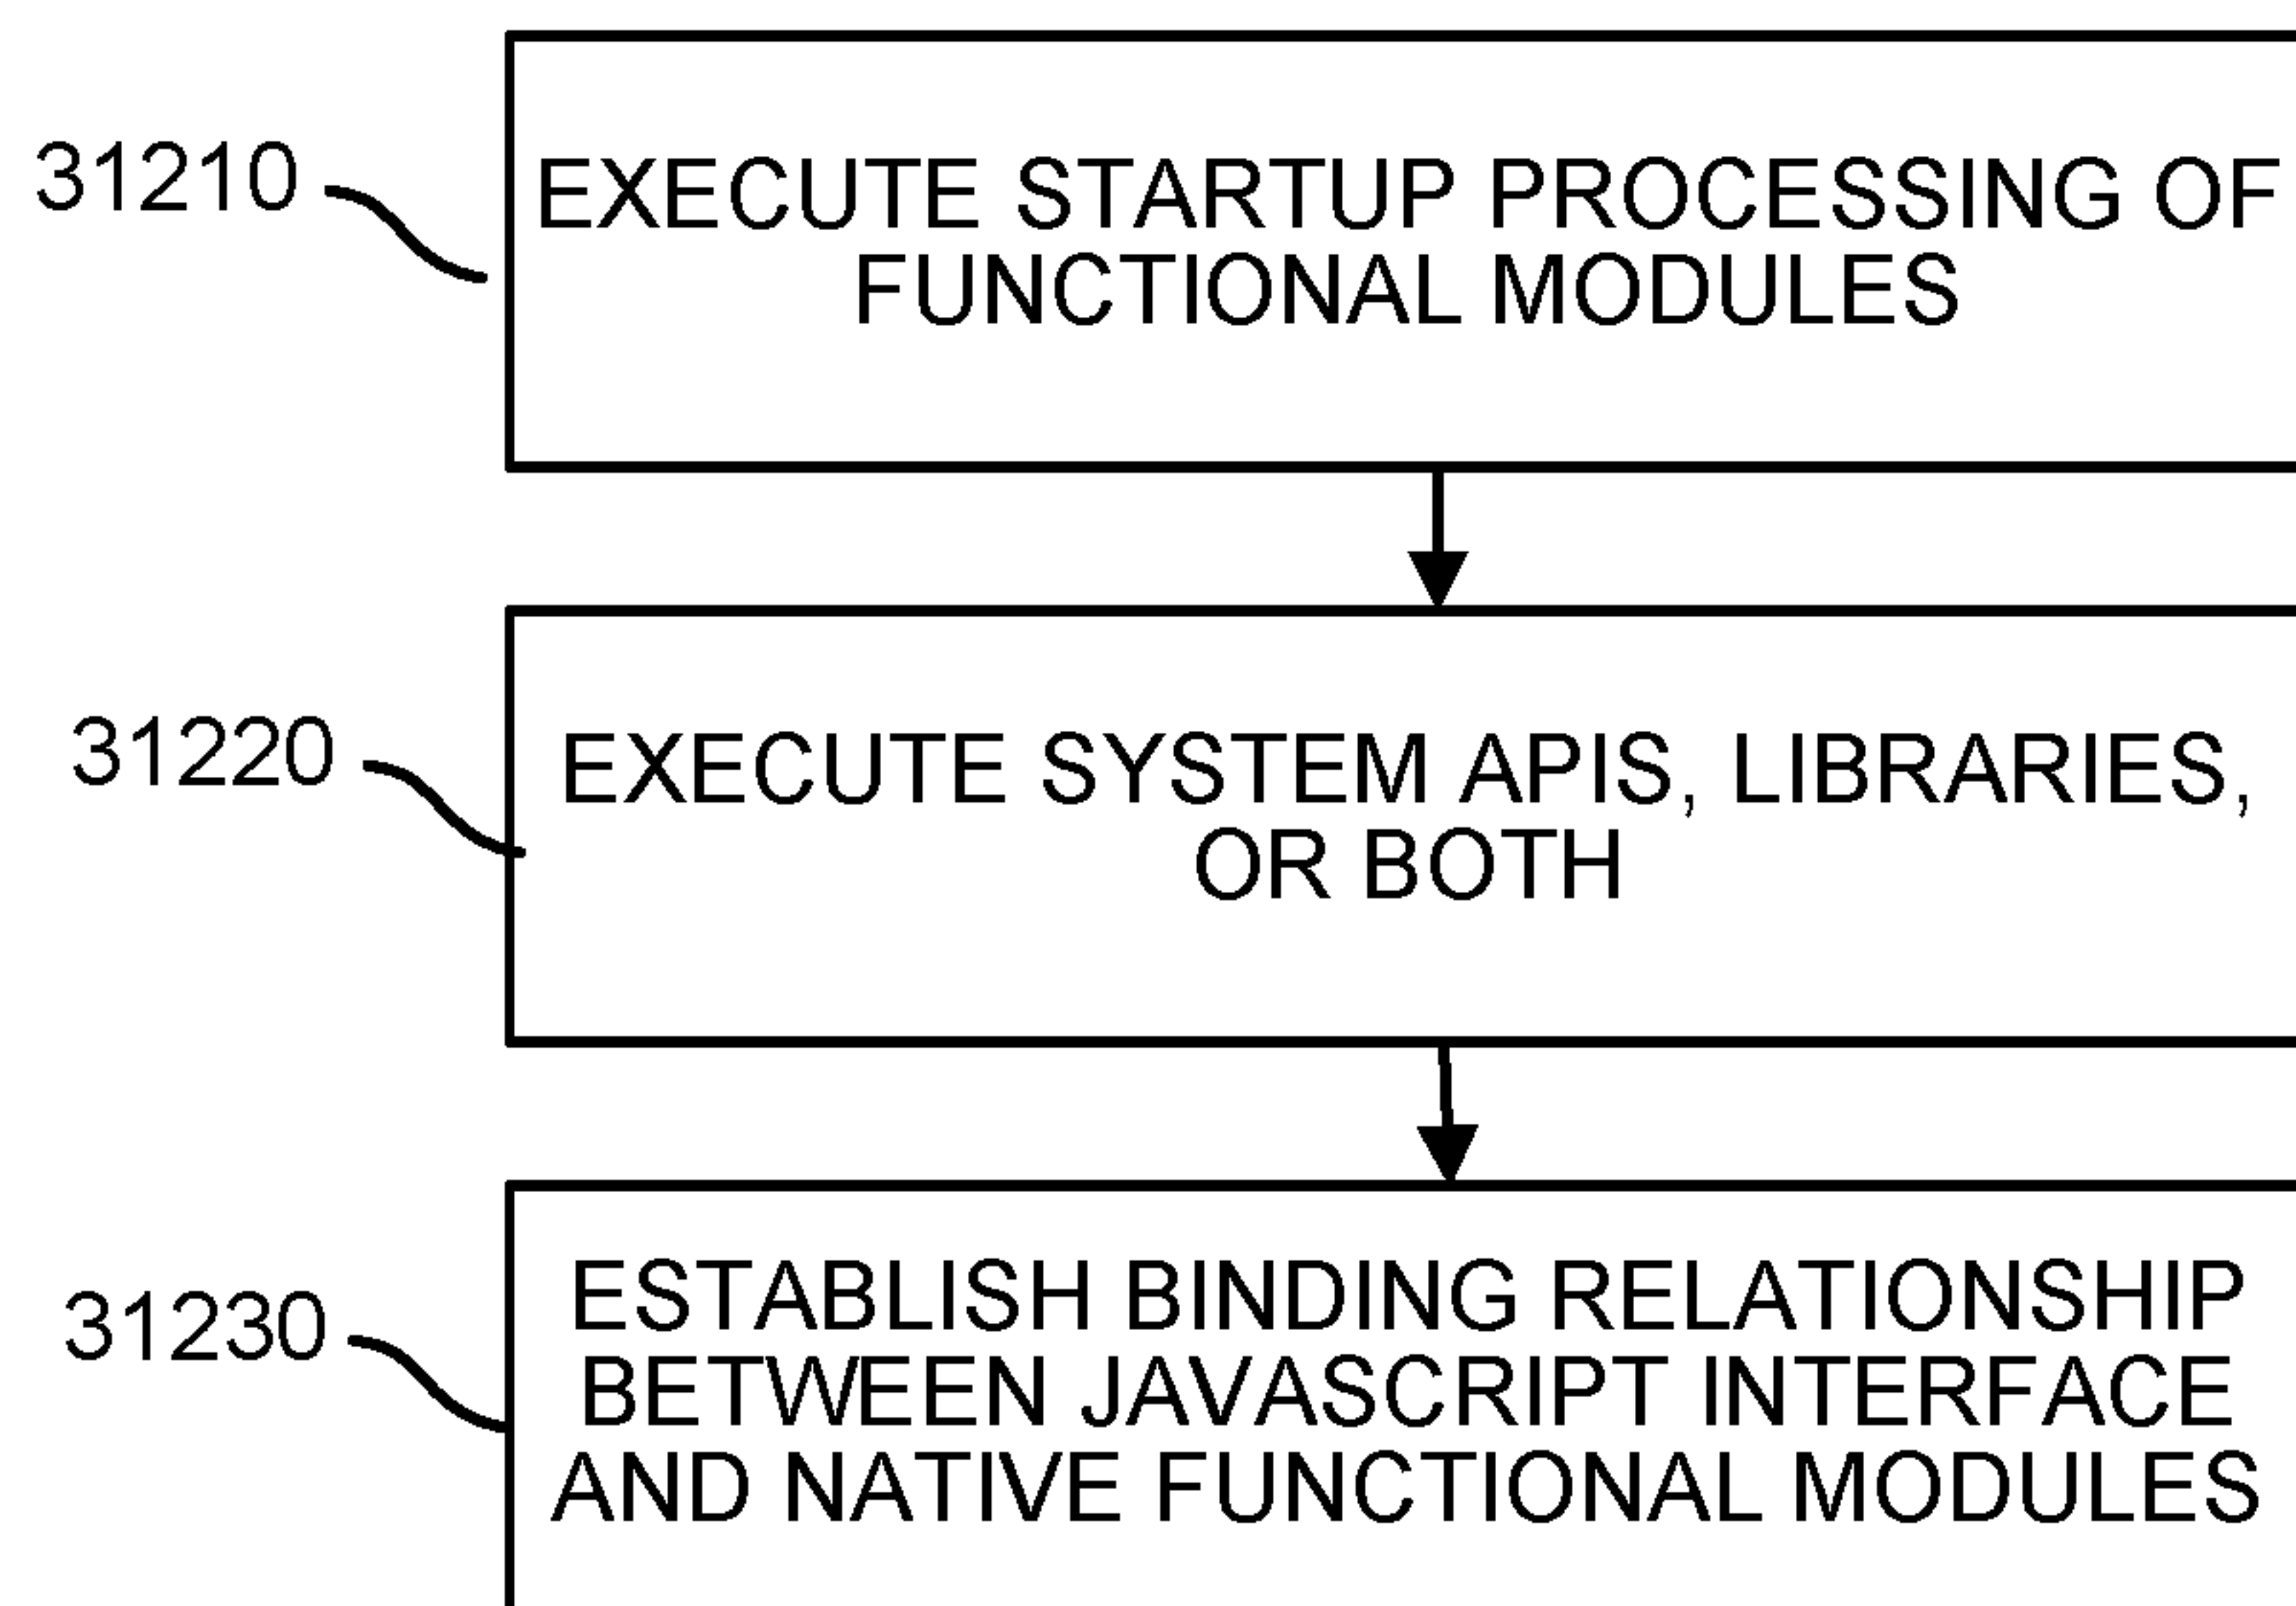 31210
EXECUTE STARTUP PROCESSING OF
FUNCTIONAL MODULES
31220
EXECUTE SYSTEM APIS, LIBRARIES,
OR BOTH
31230
ESTABLISH BINDING RELATIONSHIP
BETWEEN JAVASCRIPT INTERFACE
AND NATIVE FUNCTIONAL MODULES